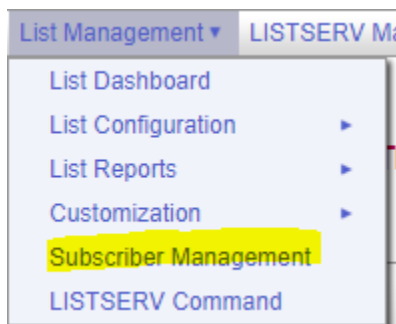 List Management ▾ LISTSERV Ma
List Dashboard
List Configuration ▸
List Reports ▸
Customization ▸
Subscriber Management
LISTSERV Command